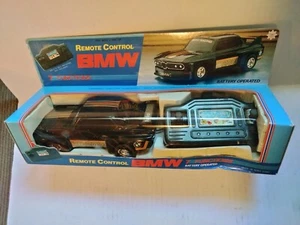 REMOTE CONTROL
BMW
BATTERY OPERATED
REMOTE CONTROL
BMW
BATTERY OPERATED